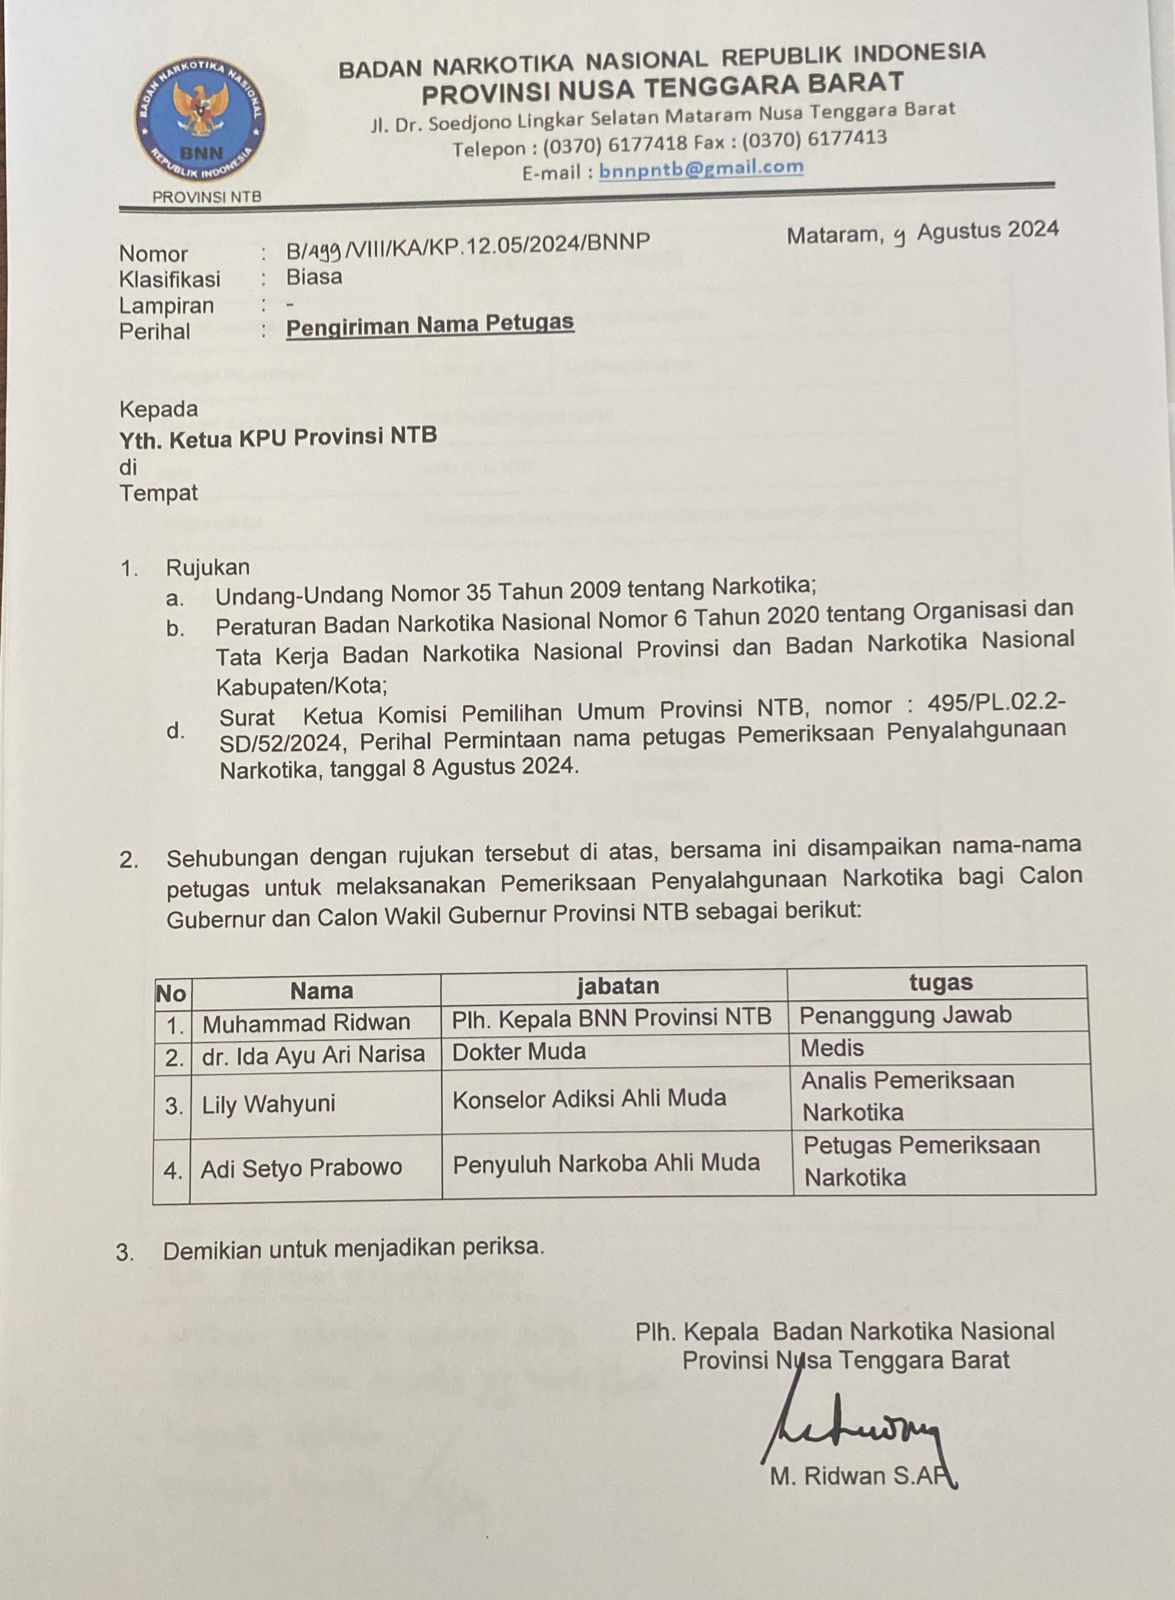 BADAN NARKOTIKA NASIONAL
BNN
REPUBLIK INDONESIA
PROVINSI NTB
BADAN NARKOTIKA NASIONAL REPUBLIK INDONESIA
PROVINSI NUSA TENGGARA BARAT
Jl. Dr. Soedjono Lingkar Selatan Mataram Nusa Tenggara Barat
Telepon : (0370) 6177418 Fax : (0370) 6177413
E-mail : bnnpntb@gmail.com
Mataram, 9 Agustus 2024
Nomor : B/199/VIII/KA/KP.12.05/2024/BNNP
Klasifikasi : Biasa
Lampiran : -
Perihal : Pengiriman Nama Petugas
Kepada
Yth. Ketua KPU Provinsi NTB
di
Tempat
1. Rujukan
a. Undang-Undang Nomor 35 Tahun 2009 tentang Narkotika;
b. Peraturan Badan Narkotika Nasional Nomor 6 Tahun 2020 tentang Organisasi dan
Tata Kerja Badan Narkotika Nasional Provinsi dan Badan Narkotika Nasional
Kabupaten/Kota;
d. Surat Ketua Komisi Pemilihan Umum Provinsi NTB, nomor : 495/PL.02.2-
SD/52/2024, Perihal Permintaan nama petugas Pemeriksaan Penyalahgunaan
Narkotika, tanggal 8 Agustus 2024.
2. Sehubungan dengan rujukan tersebut di atas, bersama ini disampaikan nama-nama
petugas untuk melaksanakan Pemeriksaan Penyalahgunaan Narkotika bagi Calon
Gubernur dan Calon Wakil Gubernur Provinsi NTB sebagai berikut:
No Nama jabatan tugas
1. Muhammad Ridwan Plh. Kepala BNN Provinsi NTB Penanggung Jawab
2. dr. Ida Ayu Ari Narisa Dokter Muda Medis
3. Lily Wahyuni Konselor Adiksi Ahli Muda Analis Pemeriksaan
Narkotika
4. Adi Setyo Prabowo Penyuluh Narkoba Ahli Muda Petugas Pemeriksaan
Narkotika
3. Demikian untuk menjadikan periksa.
Plh. Kepala Badan Narkotika Nasional
Provinsi Nusa Tenggara Barat
M. Ridwan S.AP